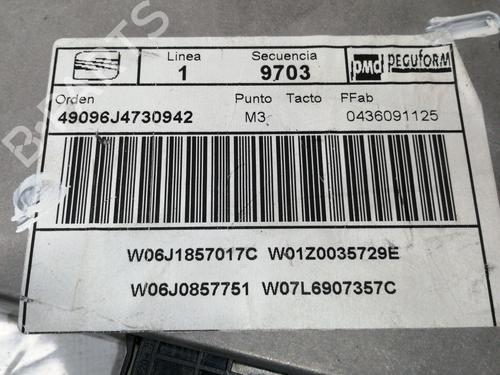 Linea Secuencia
1 9703 pmd PEGUFORM
Orden Punto Tacto FFab
49096J4730942 M3 0436091125
W06J1857017C W01Z0035729E
W06J0857751 W07L6907357C